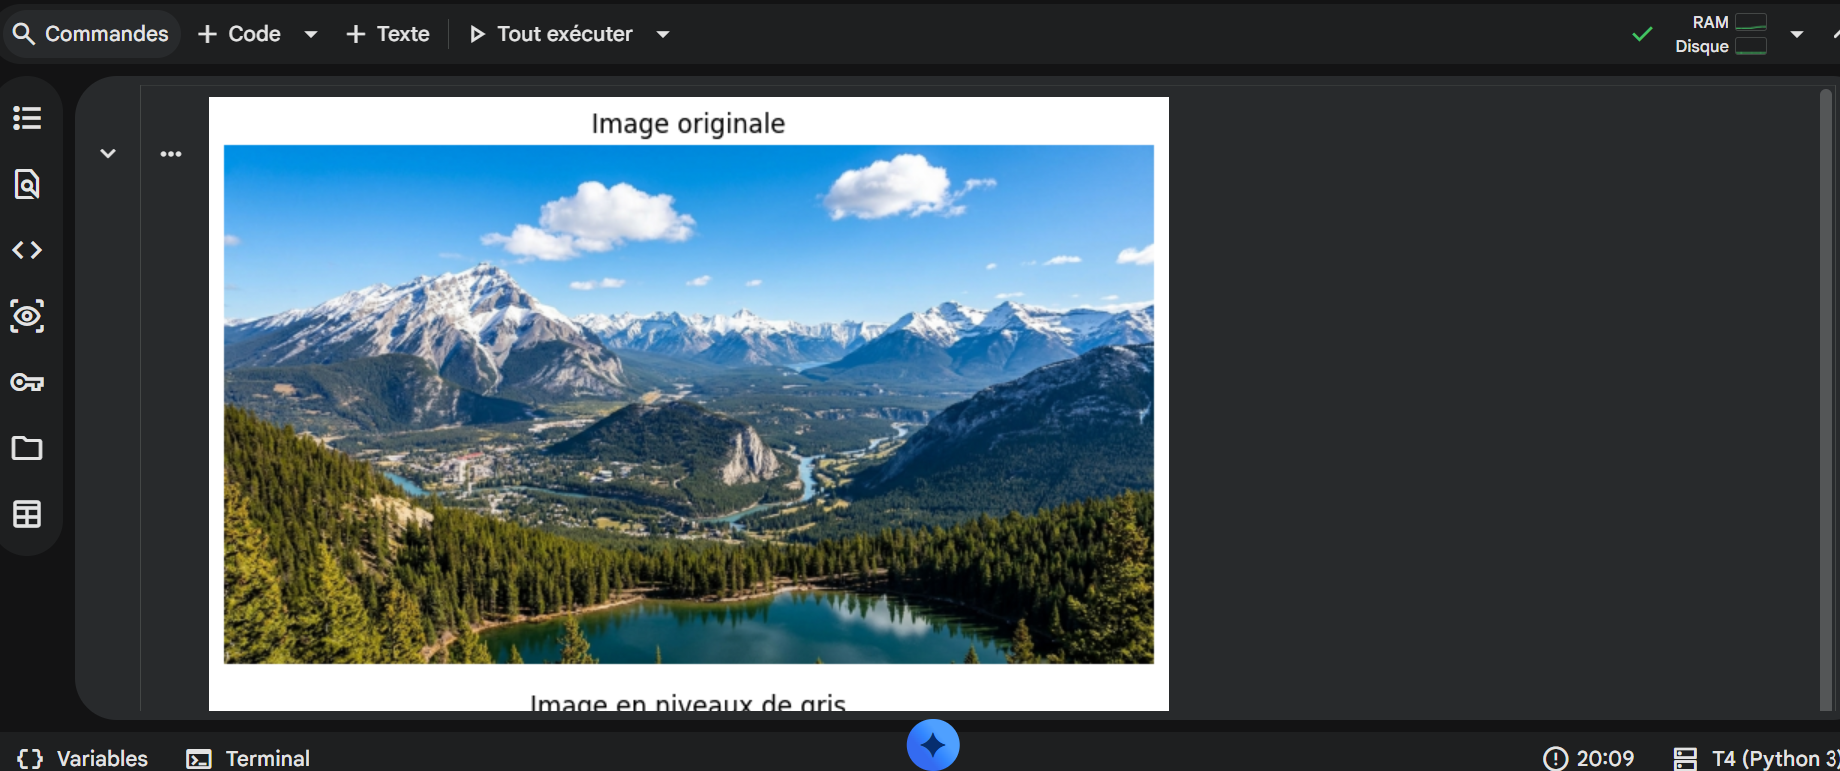 Commandes + Code + Texte Tout exécuter RAM
Disque
Image originale
Image en niveaux de gris
{} Variables Terminal 20:09 T4 (Python 3)